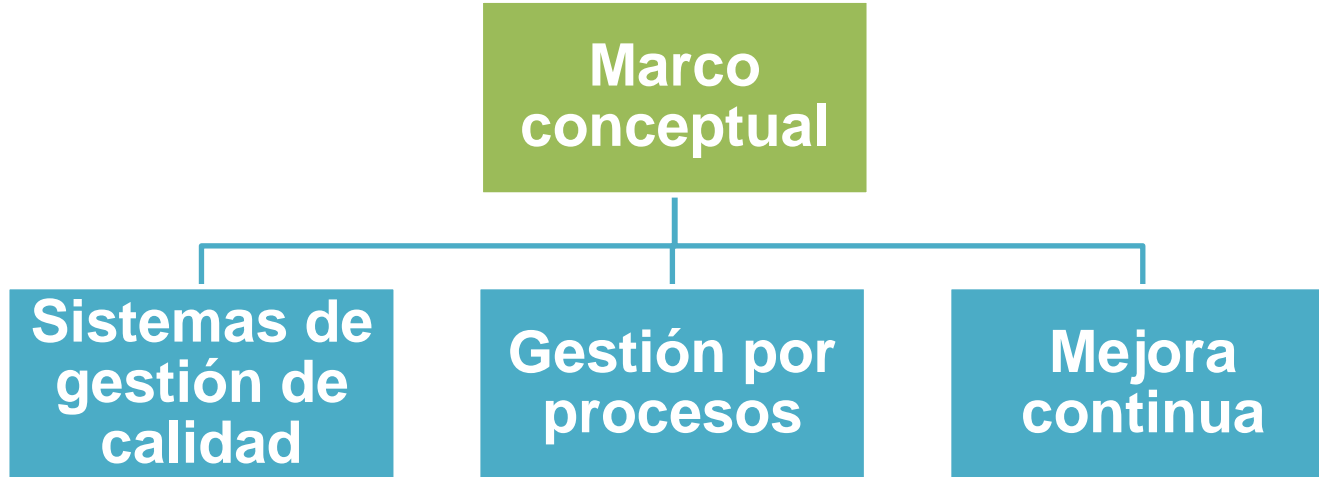 Marco
conceptual
Sistemas de
gestión de
calidad
Gestión por
procesos
Mejora
continua